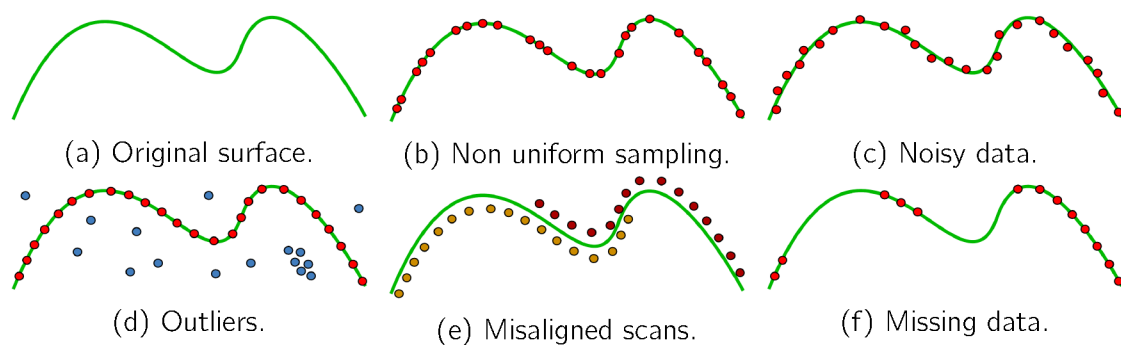 (a) Original surface.
(b) Non uniform sampling.
(c) Noisy data.
(d) Outliers.
(e) Misaligned scans.
(f) Missing data.